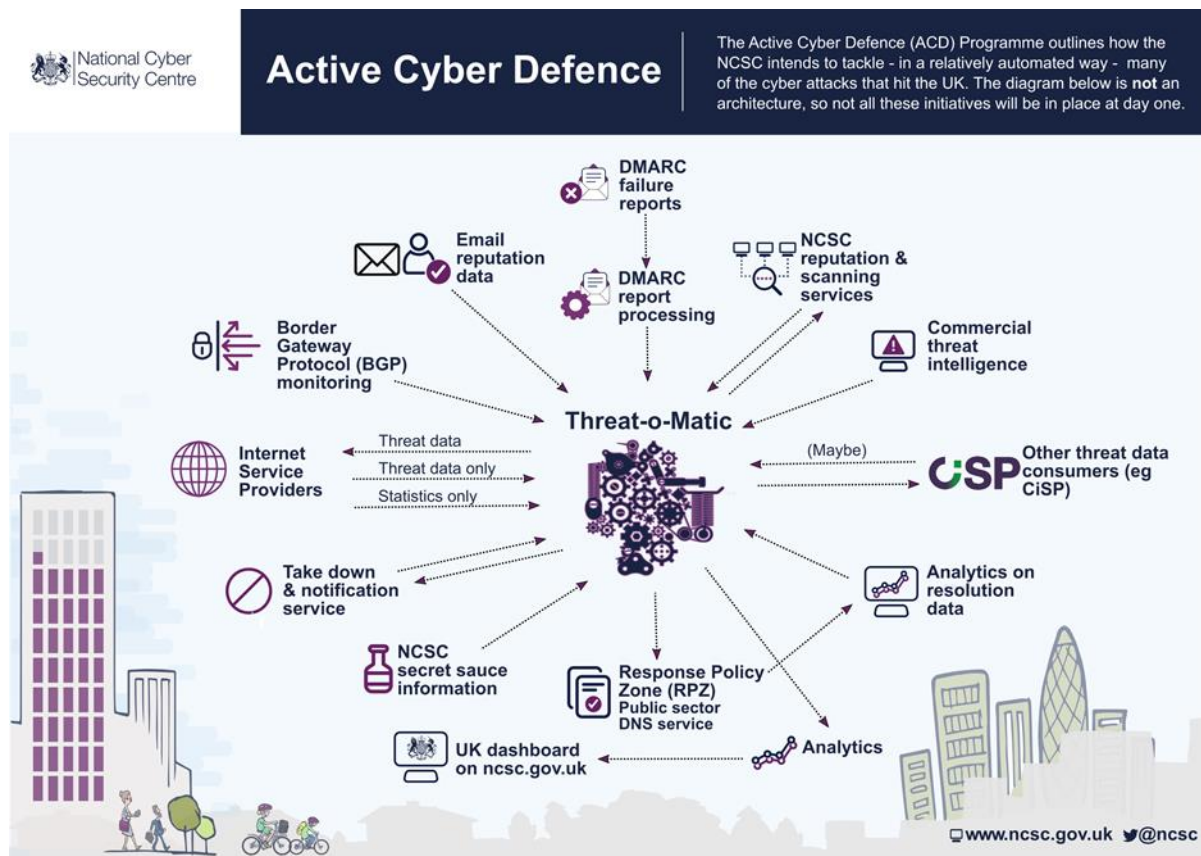 National Cyber
Security Centre
Active Cyber Defence
The Active Cyber Defence (ACD) Programme outlines how the
NCSC intends to tackle - in a relatively automated way - many
of the cyber attacks that hit the UK. The diagram below is not an
architecture, so not all these initiatives will be in place at day one.
DMARC
failure
reports
Email
reputation
data
DMARC
report
processing
NCSC
reputation &
scanning
services
Border
Gateway
Protocol (BGP)
monitoring
Commercial
threat
intelligence
Threat-o-Matic
Internet
Service
Providers
Threat data
Threat data only
Statistics only
(Maybe)
CiSP
Other threat data
consumers (eg
CiSP)
Take down
& notification
service
Analytics on
resolution
data
NCSC
secret sauce
information
Response Policy
Zone (RPZ)
Public sector
DNS service
UK dashboard
on ncsc.gov.uk
Analytics
www.ncsc.gov.uk @ncsc